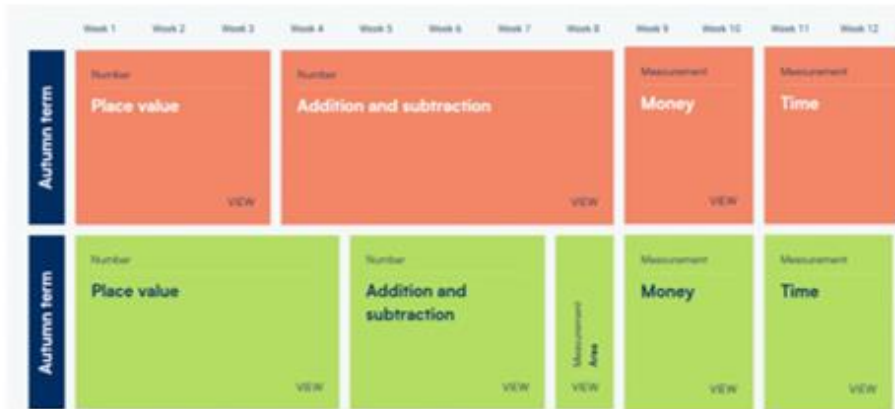 Week 1 Week 2 Week 3 Week 4 Week 5 Week 6 Week 7 Week 8 Week 9 Week 10 Week 11 Week 12
Autumn term
Number
Place value
VIEW
Number
Addition and subtraction
VIEW
Measurement
Money
VIEW
Measurement
Time
Autumn term
Number
Place value
VIEW
Number
Addition and
subtraction
VIEW
Measurement
Area
VIEW
Measurement
Money
VIEW
Measurement
Time
VIEW